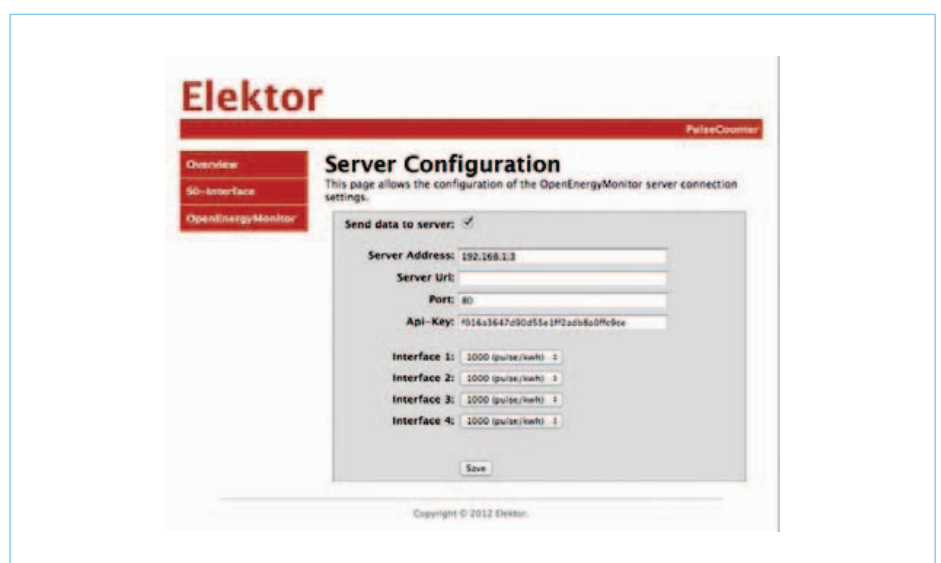 Elektor
PulseCounter
Overview
S0-Interface
OpenEnergyMonitor
Server Configuration
This page allows the configuration of the OpenEnergyMonitor server connection
settings.
Send data to server:
Server Address: 192.168.1.3
Server Url:
Port: 80
Api-Key:
Interface 1: 1000 (pulse/kwh)
Interface 2: 1000 (pulse/kwh)
Interface 3: 1000 (pulse/kwh)
Interface 4: 1000 (pulse/kwh)
Save
Copyright © 2012 Elektor.